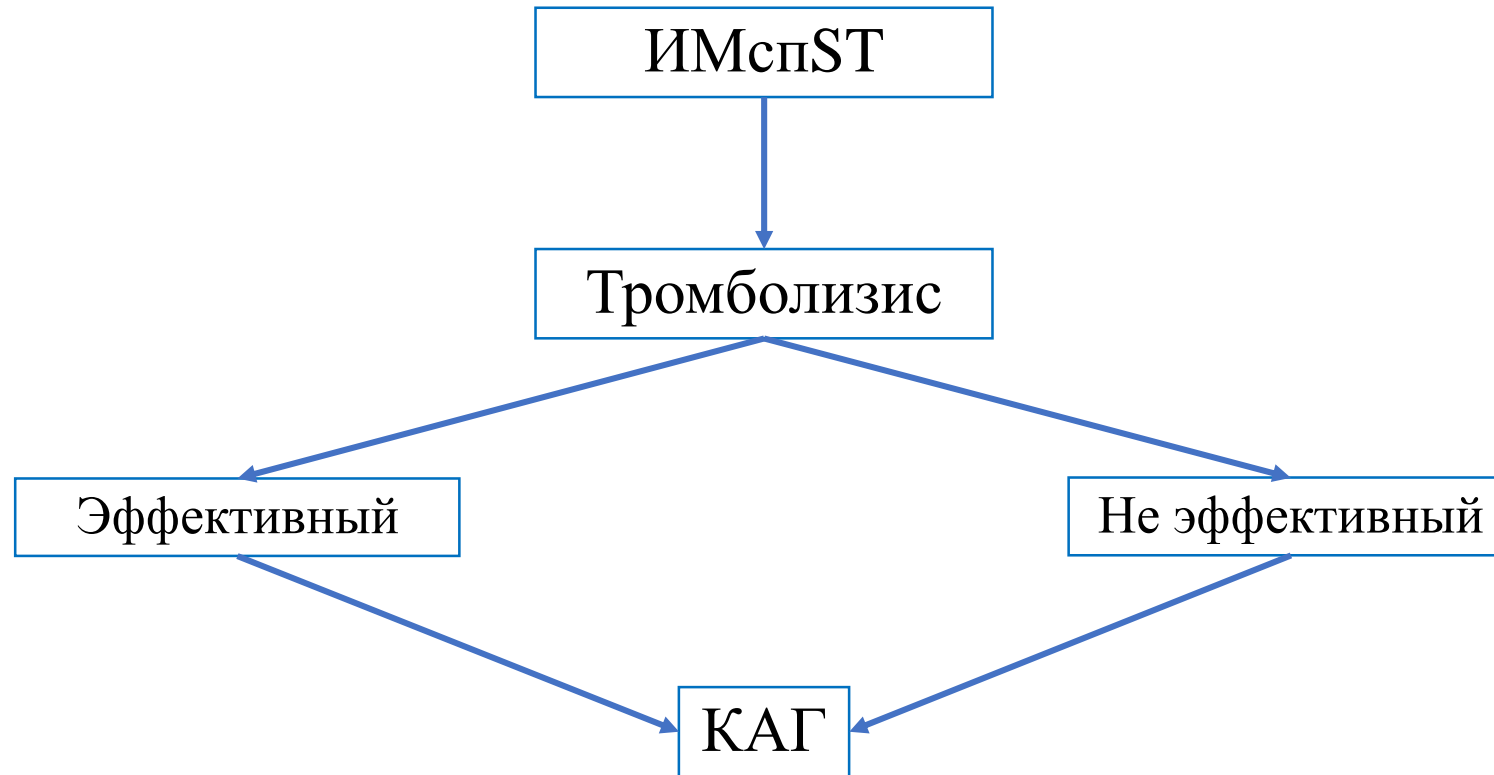 ИМспST
Тромболизис
Эффективный
Не эффективный
КАГ